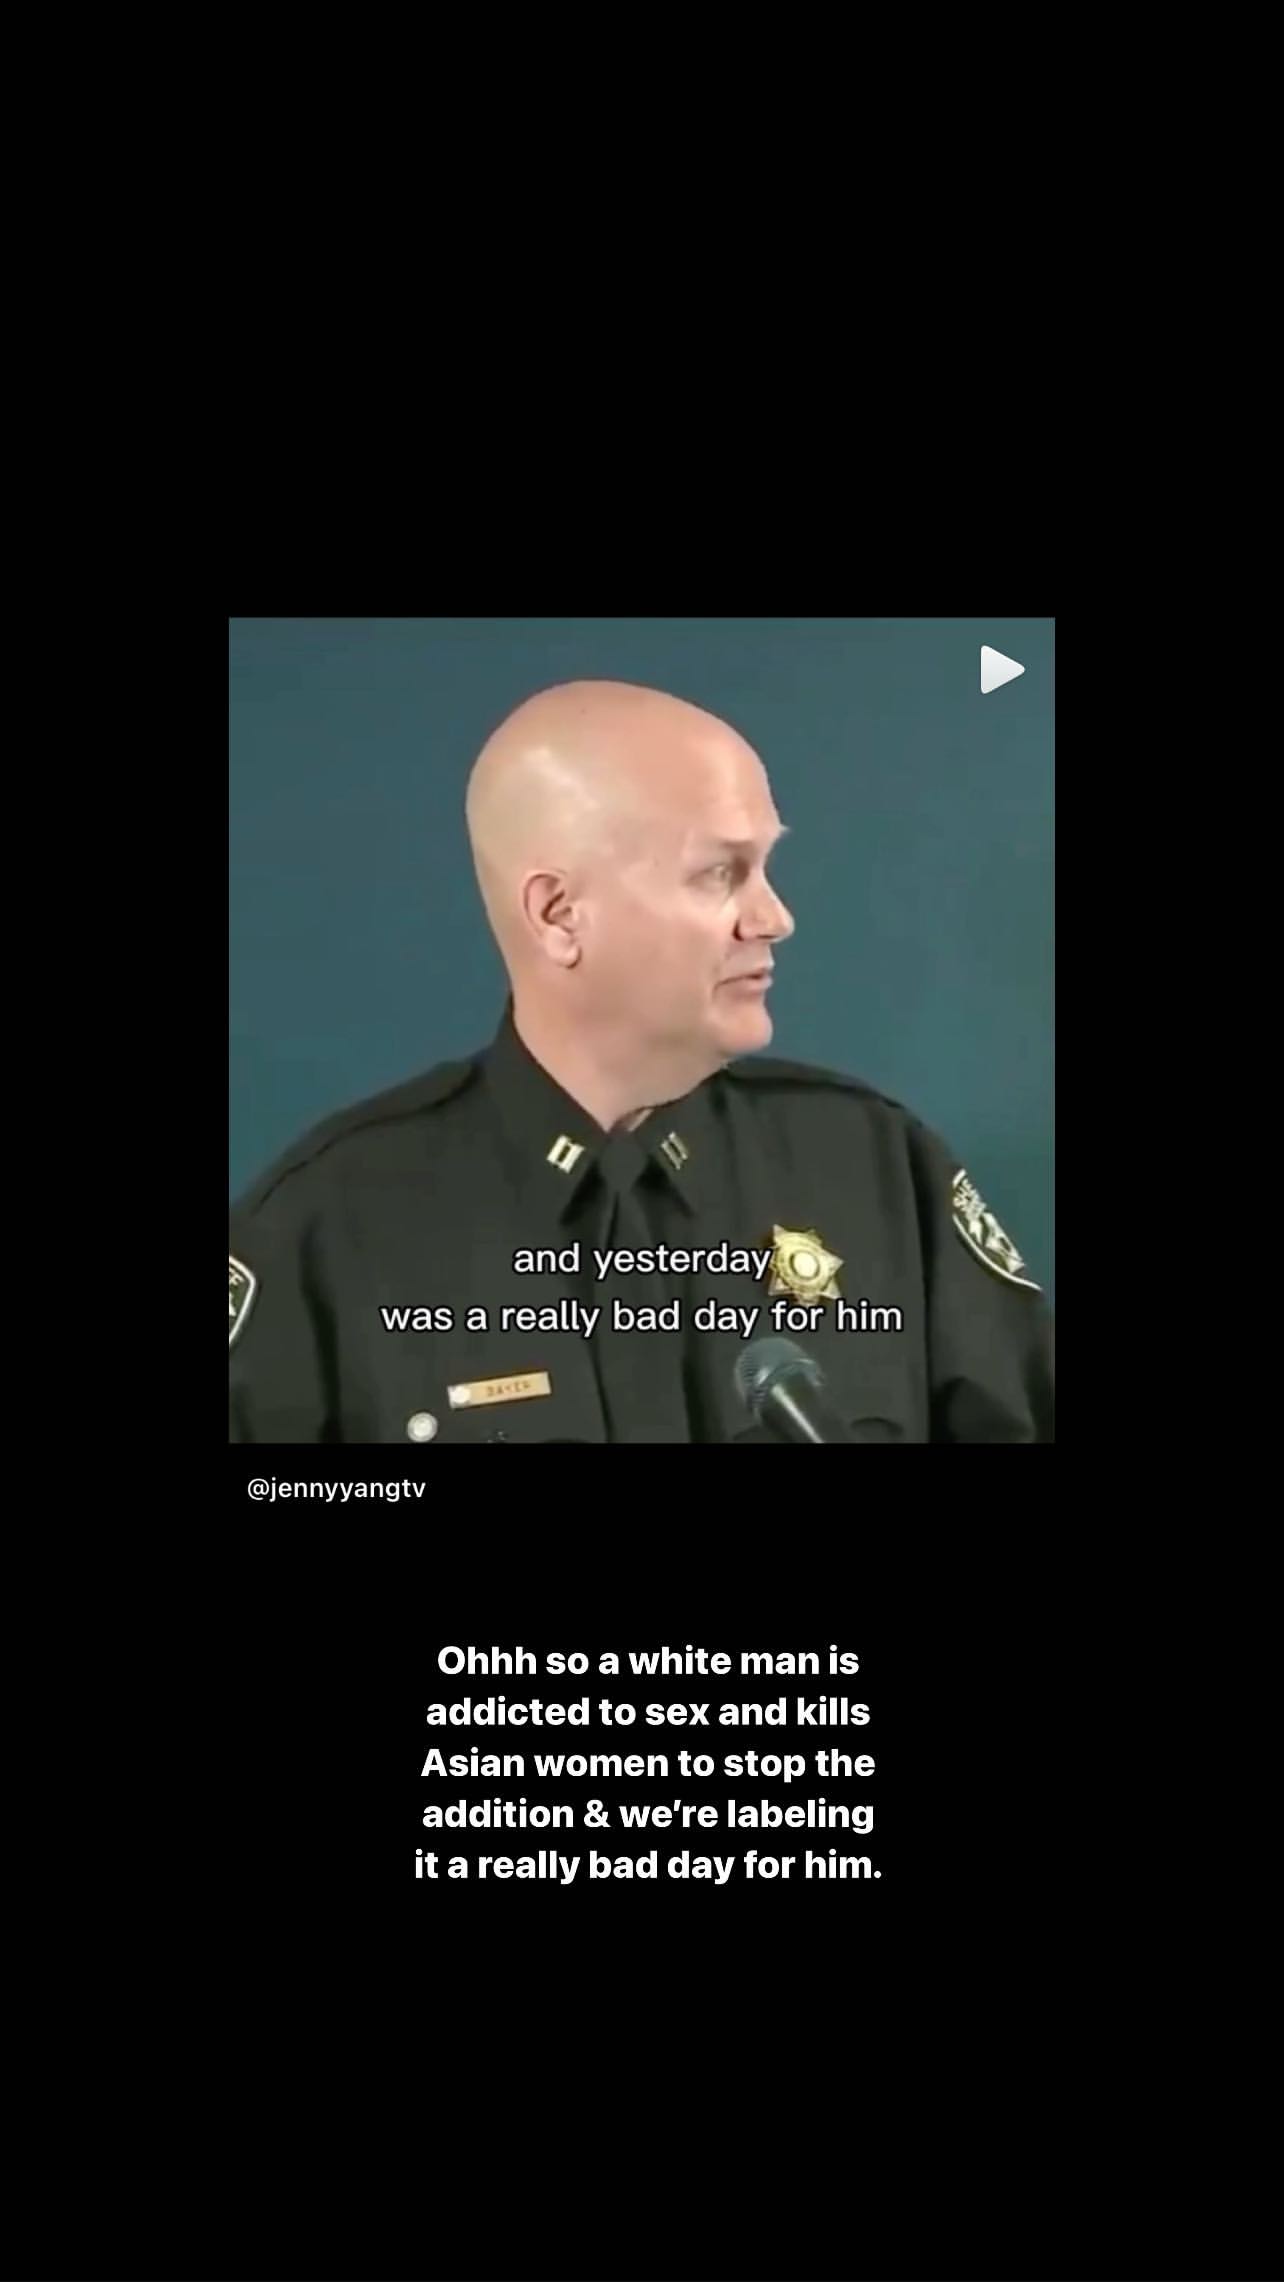 and yesterday
was a really bad day for him
@jennyyangtv
Ohhh so a white man is
addicted to sex and kills
Asian women to stop the
addition & we're labeling
it a really bad day for him.